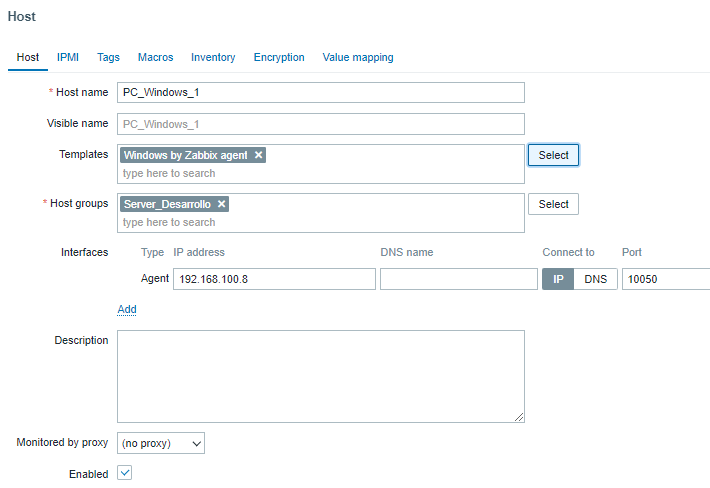 Host
Host IPMI Tags Macros Inventory Encryption Value mapping
* Host name PC_Windows_1
Visible name PC_Windows_1
Templates Windows by Zabbix agent × Select
type here to search
* Host groups Server_Desarrollo × Select
type here to search
Interfaces Type IP address DNS name Connect to Port
Agent 192.168.100.8 IP DNS 10050
Add
Description
Monitored by proxy (no proxy)
Enabled